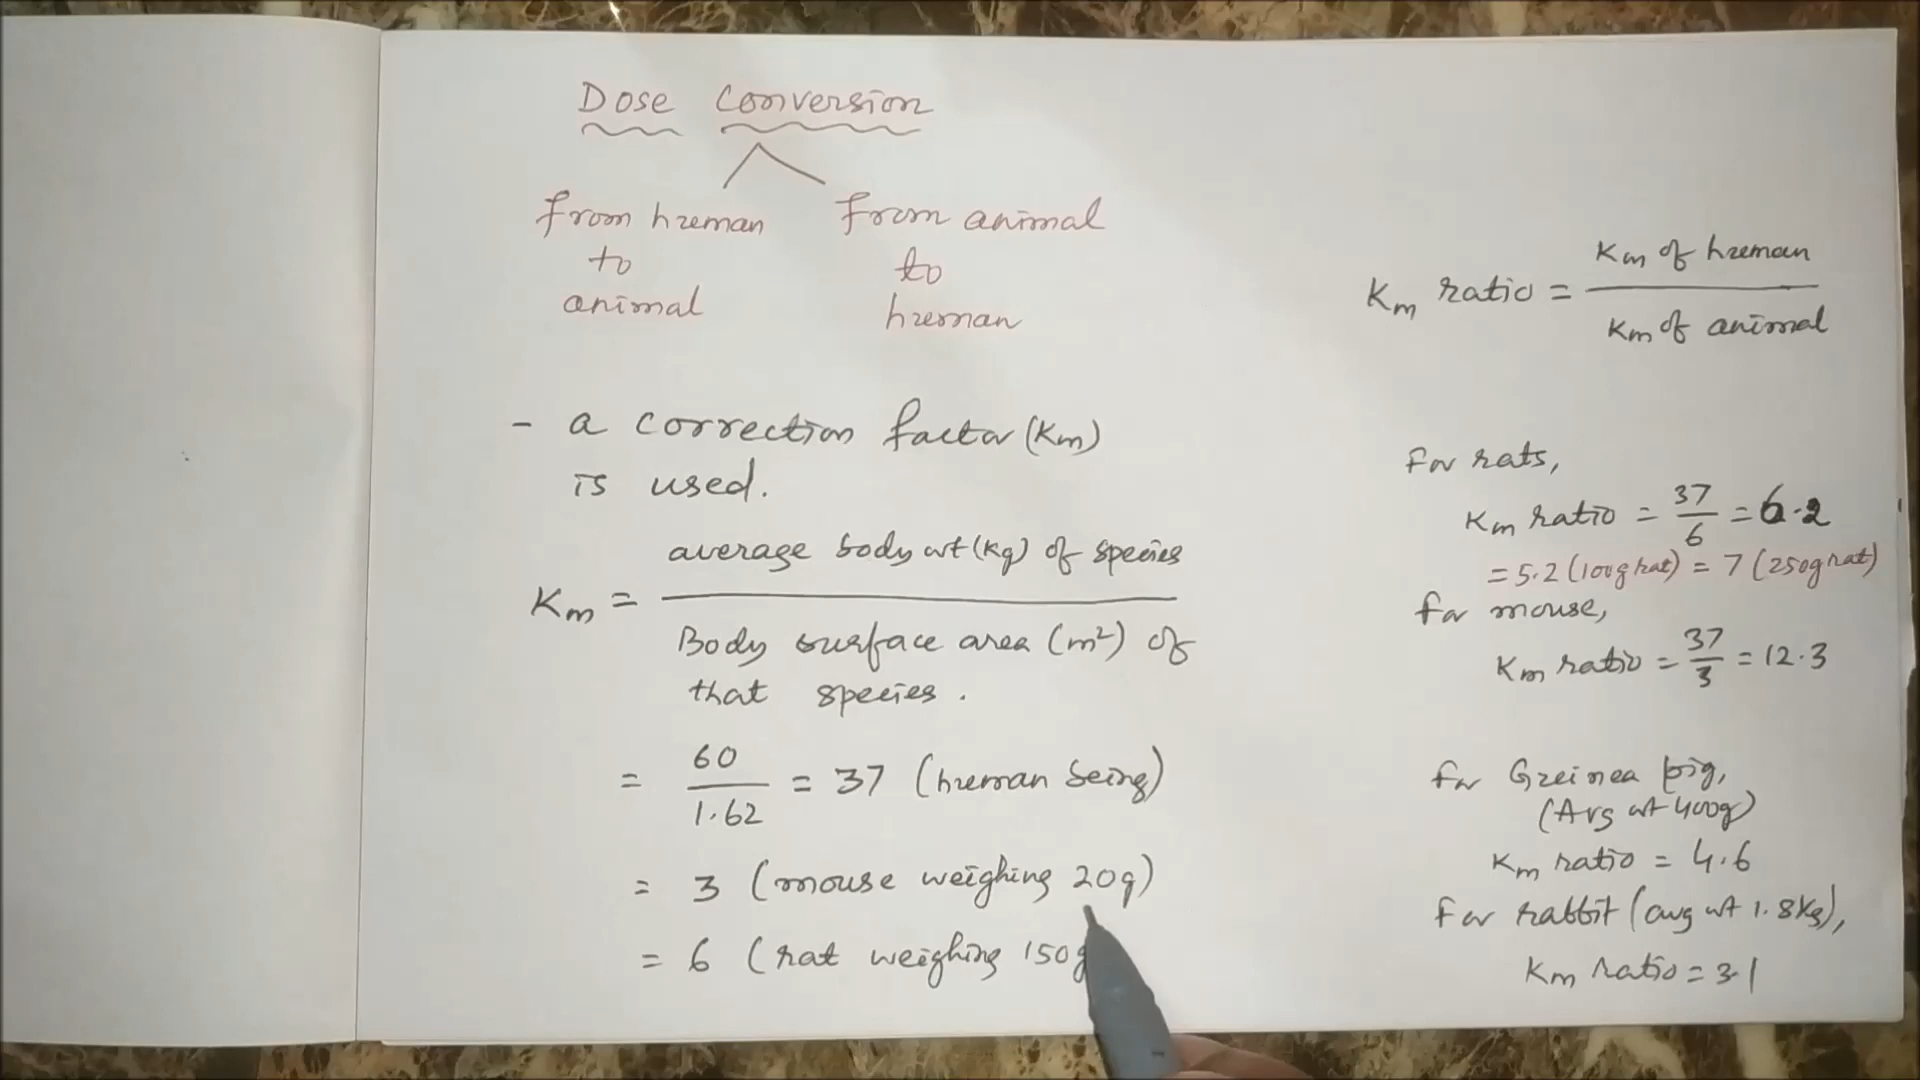 Dose Conversion
from human
to
animal
from animal
to
human
- a correction factor (Km)
is used.
Km = average body wt (kg) of species
Body surface area (m²) of
that species.
= 60 / 1.62 = 37 (human being)
= 3 (mouse weighing 20g)
= 6 (rat weighing 150g
Km ratio = Km of human
Km of animal
For rats,
Km ratio = 37 / 6 = 6.2
= 5.2 (100g rat) = 7 (250g rat)
for mouse,
Km ratio = 37 / 3 = 12.3
for Guinea pig,
(Avg wt 400g)
Km ratio = 4.6
For rabbit (avg wt 1.8kg),
Km ratio = 3.1